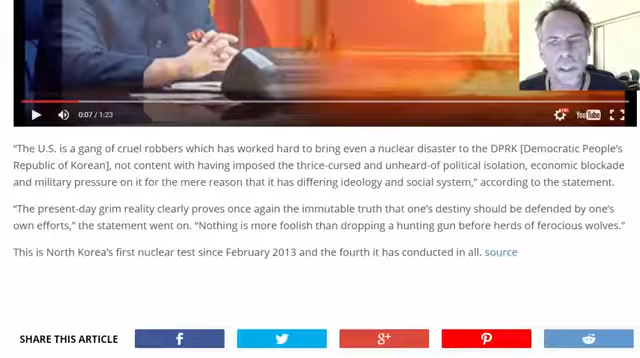 0:07 / 1:23
HD
YouTube
"The U.S. is a gang of cruel robbers which has worked hard to bring even a nuclear disaster to the DPRK [Democratic People's
Republic of Korean], not content with having imposed the thrice-cursed and unheard-of political isolation, economic blockade
and military pressure on it for the mere reason that it has differing ideology and social system," according to the statement.
"The present-day grim reality clearly proves once again the immutable truth that one's destiny should be defended by one's
own efforts," the statement went on. "Nothing is more foolish than dropping a hunting gun before herds of ferocious wolves."
This is North Korea's first nuclear test since February 2013 and the fourth it has conducted in all. source
SHARE THIS ARTICLE